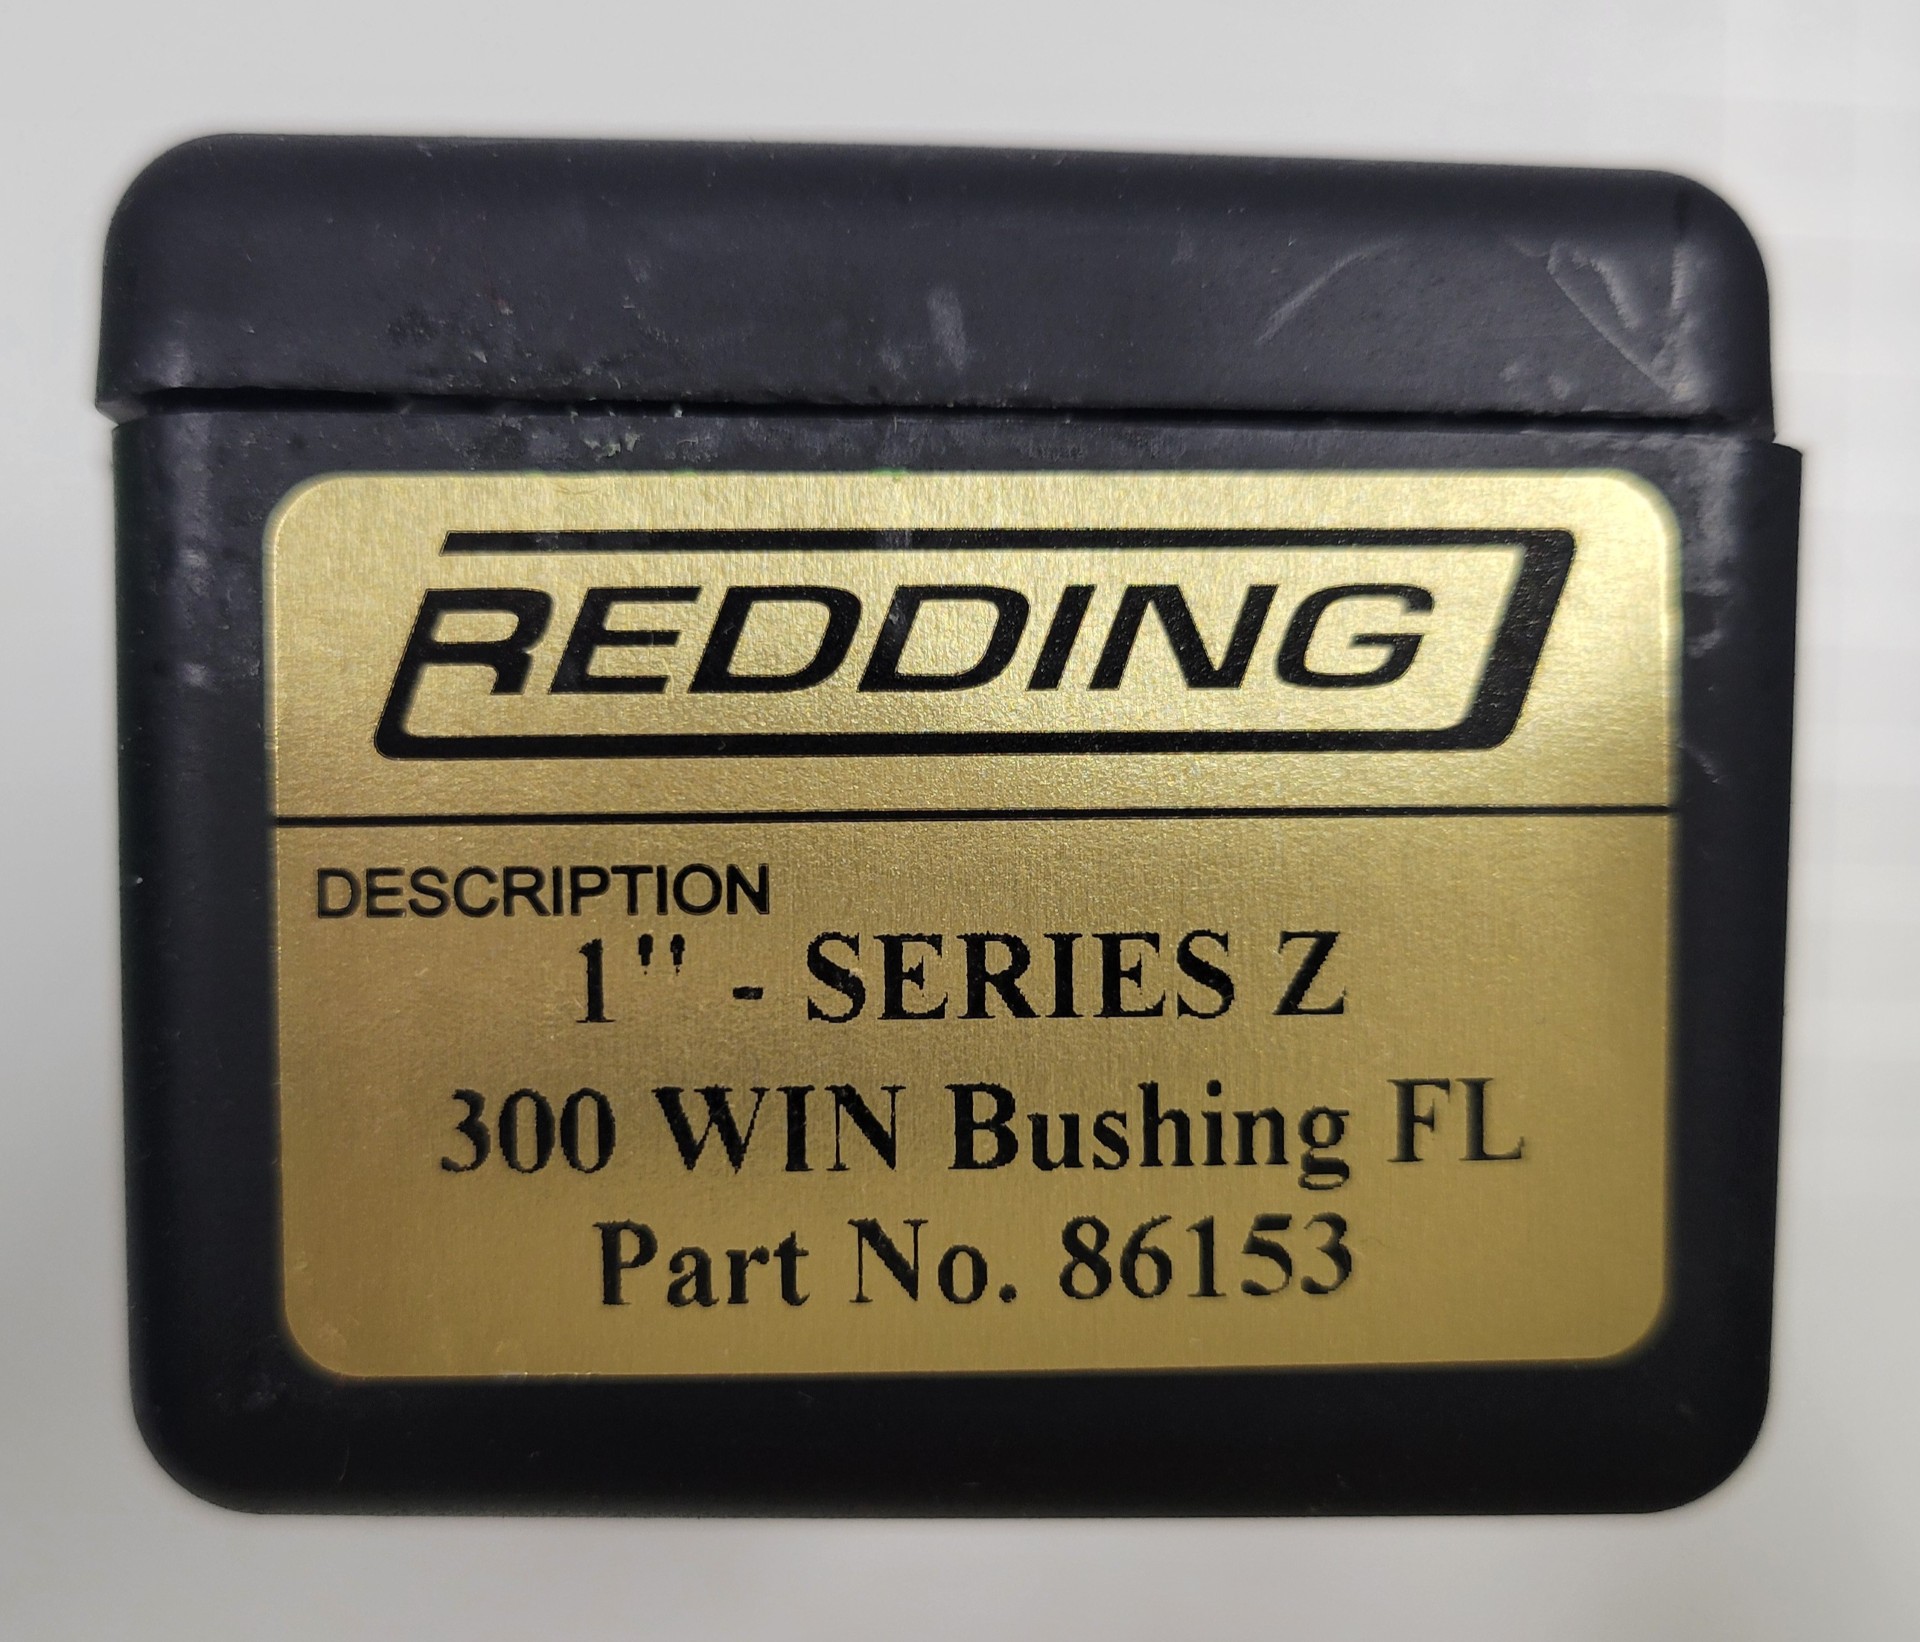 REDDING
DESCRIPTION
1" - SERIES Z
300 WIN Bushing FL
Part No. 86153